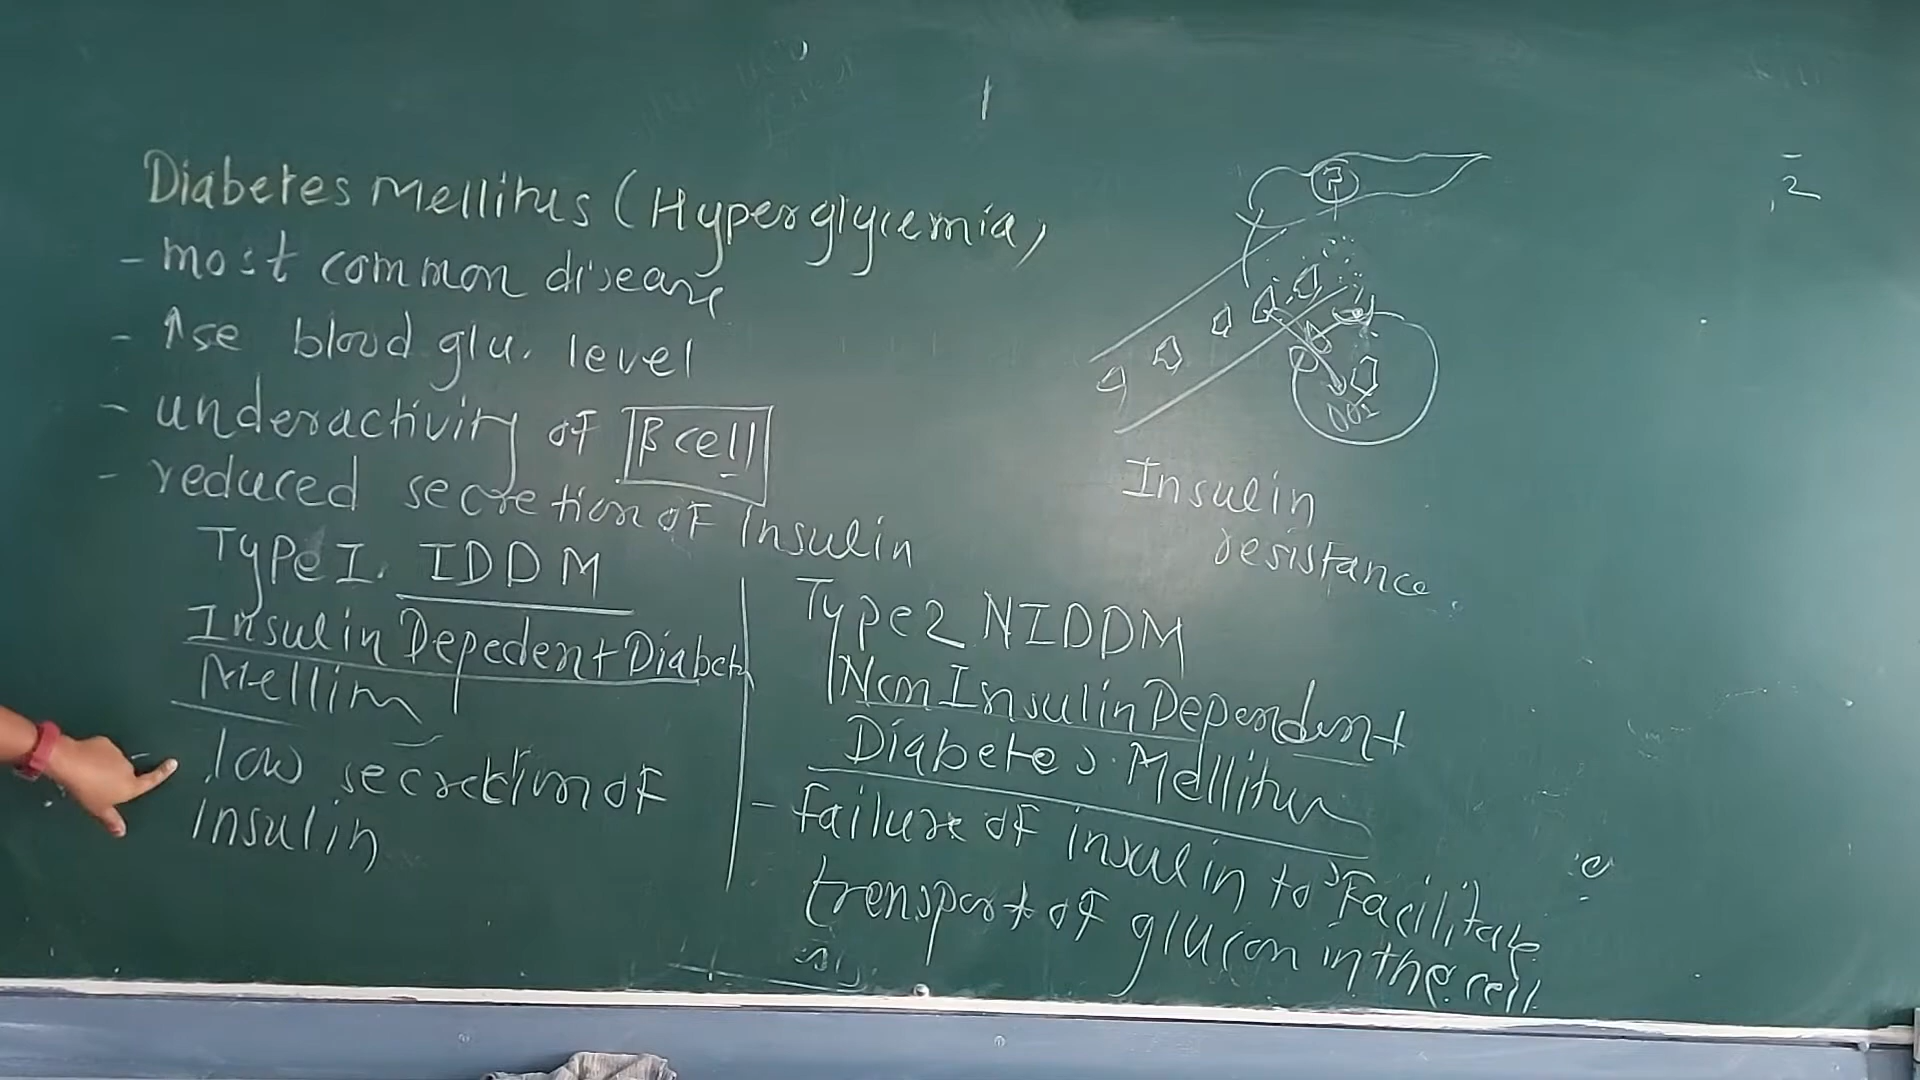 Diabetes Mellitus (Hyperglycemia)
- most common disease
- ↑se blood glu. level
- underactivity of β cell
- reduced secretion of Insulin
Type I. IDDM
Insulin Depedent Diabetes
Mellitus
- low secretion of
insulin
Type 2 NIDDM
Non Insulin Dependent
Diabetes Mellitus
- Failure of insulin to Facilitate
transport of glucose in the cell
Insulin
resistance